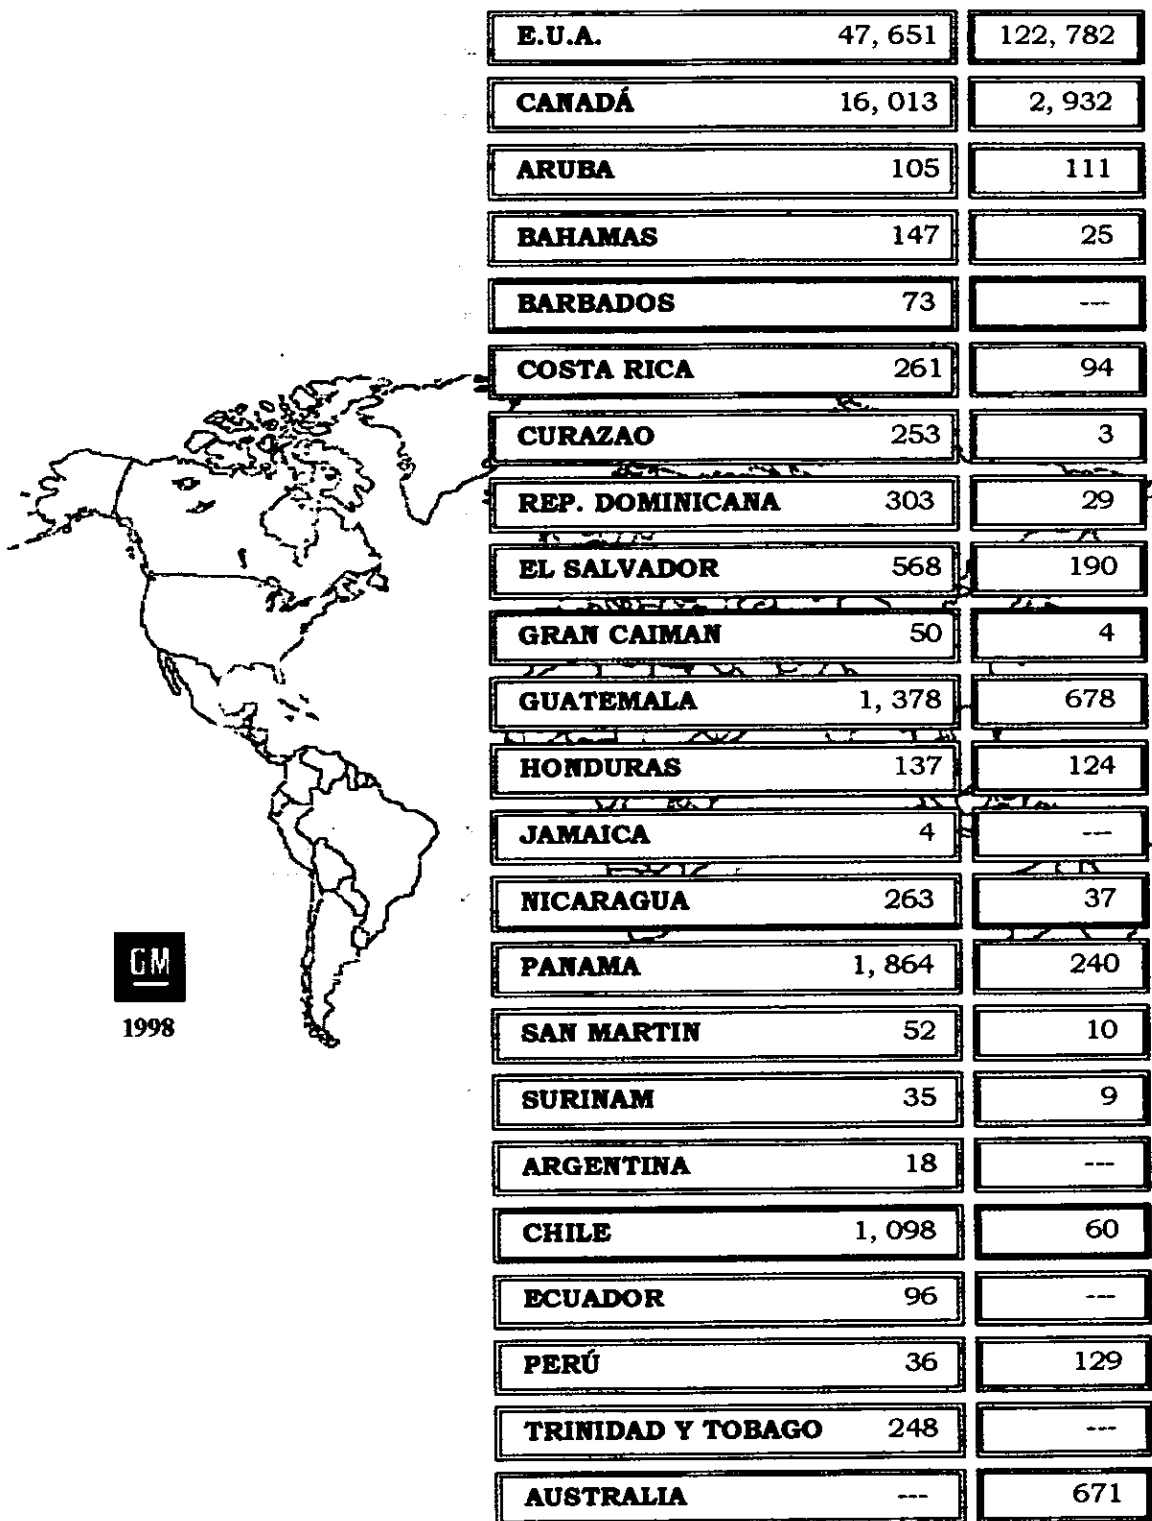 E.U.A. 47, 651 122, 782
CANADÁ 16, 013 2, 932
ARUBA 105 111
BAHAMAS 147 25
BARBADOS 73 ---
COSTA RICA 261 94
CURAZAO 253 3
REP. DOMINICANA 303 29
EL SALVADOR 568 190
GRAN CAIMAN 50 4
GUATEMALA 1, 378 678
HONDURAS 137 124
JAMAICA 4 ---
NICARAGUA 263 37
GM
PANAMA 1, 864 240
1998
SAN MARTIN 52 10
SURINAM 35 9
ARGENTINA 18 ---
CHILE 1, 098 60
ECUADOR 96 ---
PERÚ 36 129
TRINIDAD Y TOBAGO 248 ---
AUSTRALIA --- 671